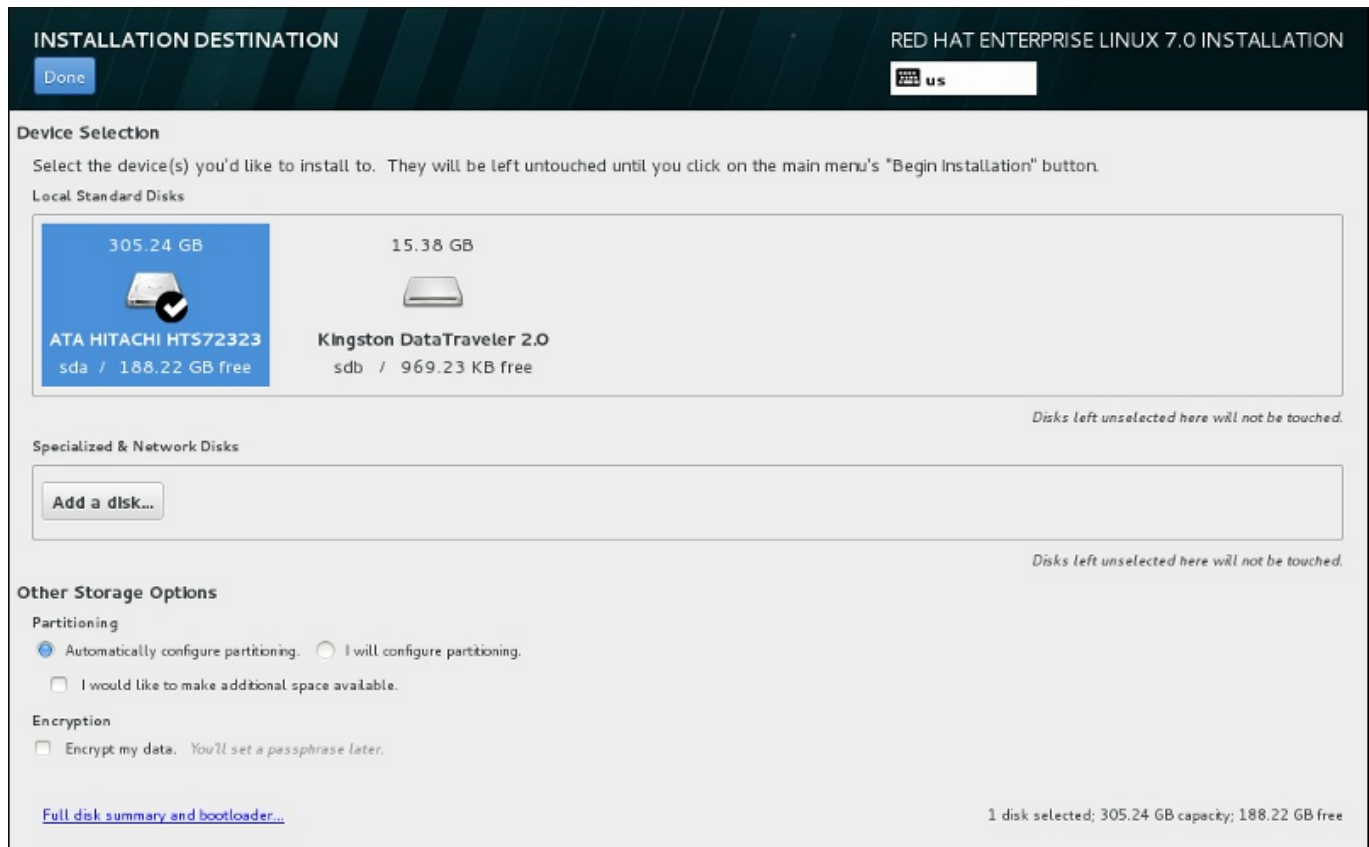 INSTALLATION DESTINATION
RED HAT ENTERPRISE LINUX 7.0 INSTALLATION
Done
us
Device Selection
Select the device(s) you'd like to install to. They will be left untouched until you click on the main menu's "Begin Installation" button.
Local Standard Disks
305.24 GB
ATA HITACHI HTS72323
sda / 188.22 GB free
15.38 GB
Kingston DataTraveler 2.0
sdb / 969.23 KB free
Disks left unselected here will not be touched.
Specialized & Network Disks
Add a disk...
Disks left unselected here will not be touched.
Other Storage Options
Partitioning
Automatically configure partitioning. I will configure partitioning.
I would like to make additional space available.
Encryption
Encrypt my data. You'll set a passphrase later.
Full disk summary and bootloader...
1 disk selected; 305.24 GB capacity; 188.22 GB free